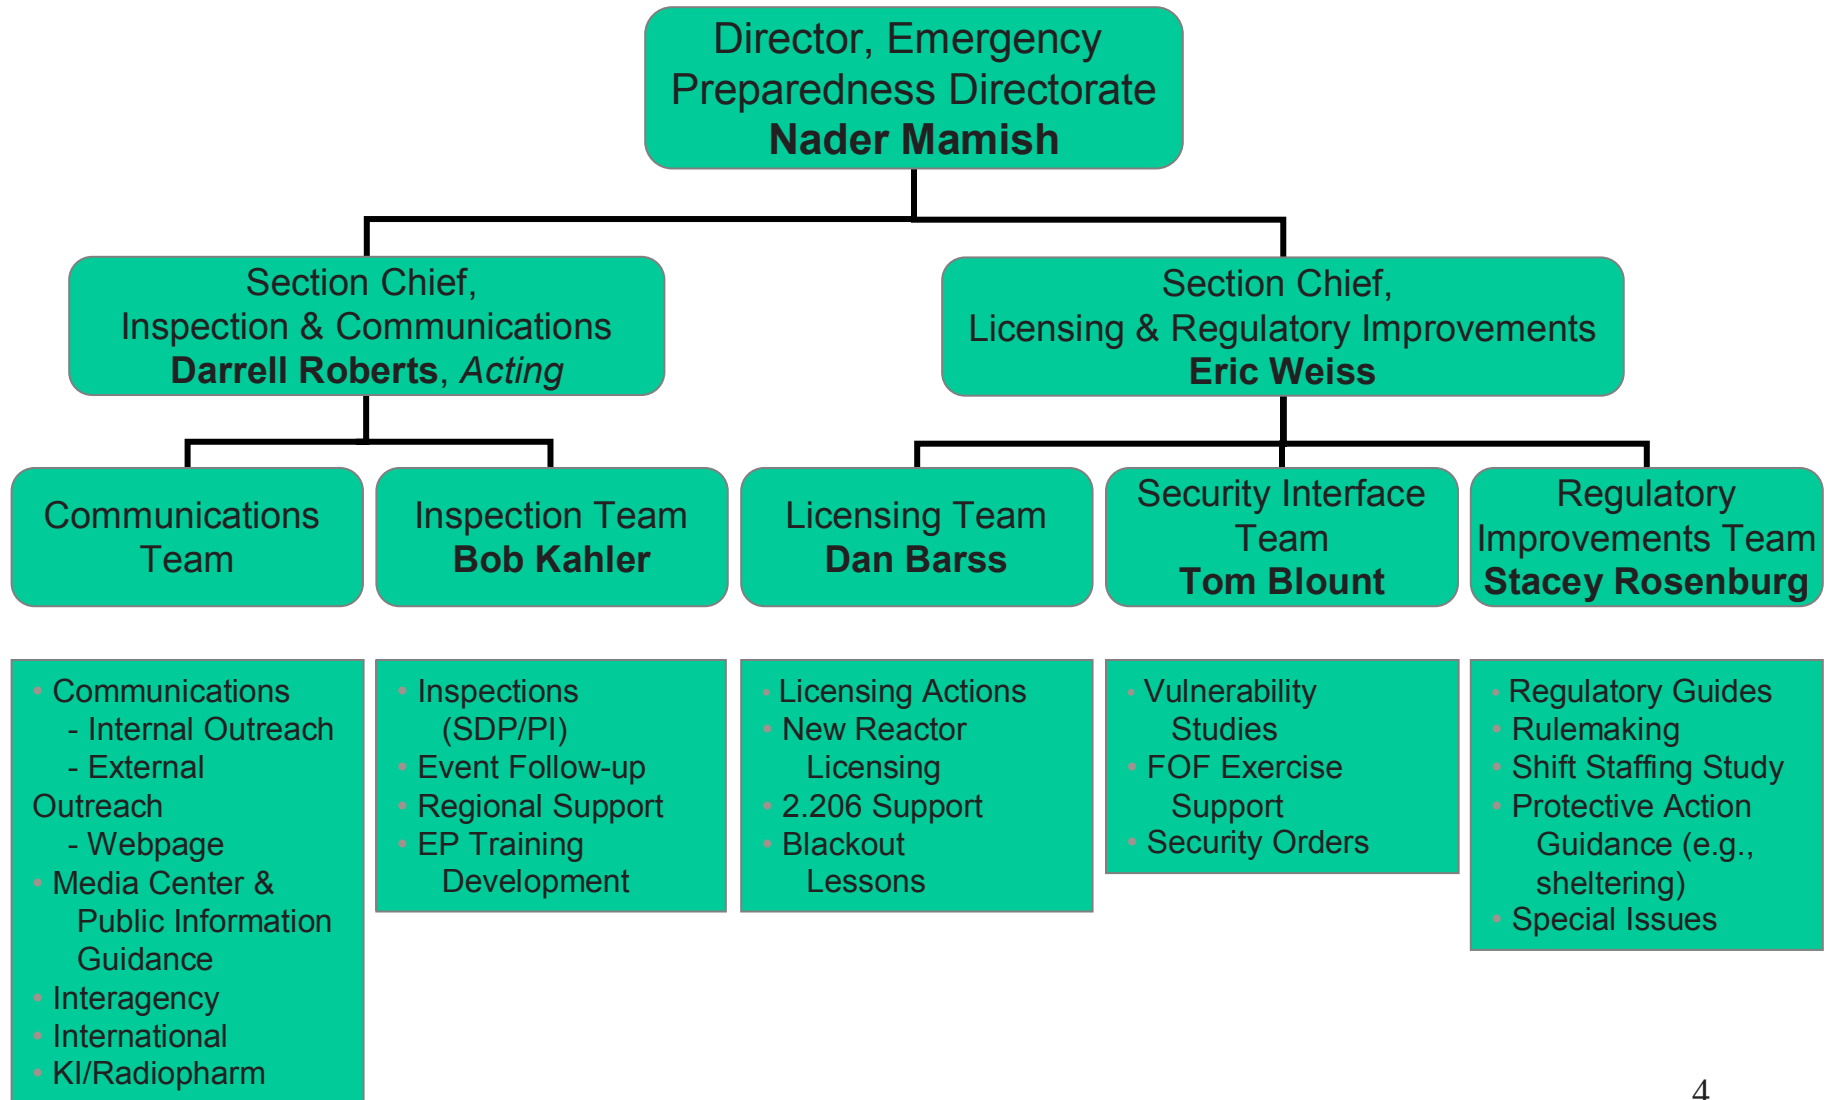 Director, Emergency
Preparedness Directorate
Nader Mamish
Section Chief,
Inspection & Communications
Darrell Roberts, Acting
Section Chief,
Licensing & Regulatory Improvements
Eric Weiss
Communications
Team
Inspection Team
Bob Kahler
Licensing Team
Dan Barss
Security Interface
Team
Tom Blount
Regulatory
Improvements Team
Stacey Rosenburg
• Communications
- Internal Outreach
- External
Outreach
- Webpage
• Media Center &
Public Information
Guidance
• Interagency
• International
• KI/Radiopharm
• Inspections
(SDP/PI)
• Event Follow-up
• Regional Support
• EP Training
Development
• Licensing Actions
• New Reactor
Licensing
• 2.206 Support
• Blackout
Lessons
• Vulnerability
Studies
• FOF Exercise
Support
• Security Orders
• Regulatory Guides
• Rulemaking
• Shift Staffing Study
• Protective Action
Guidance (e.g.,
sheltering)
• Special Issues
4